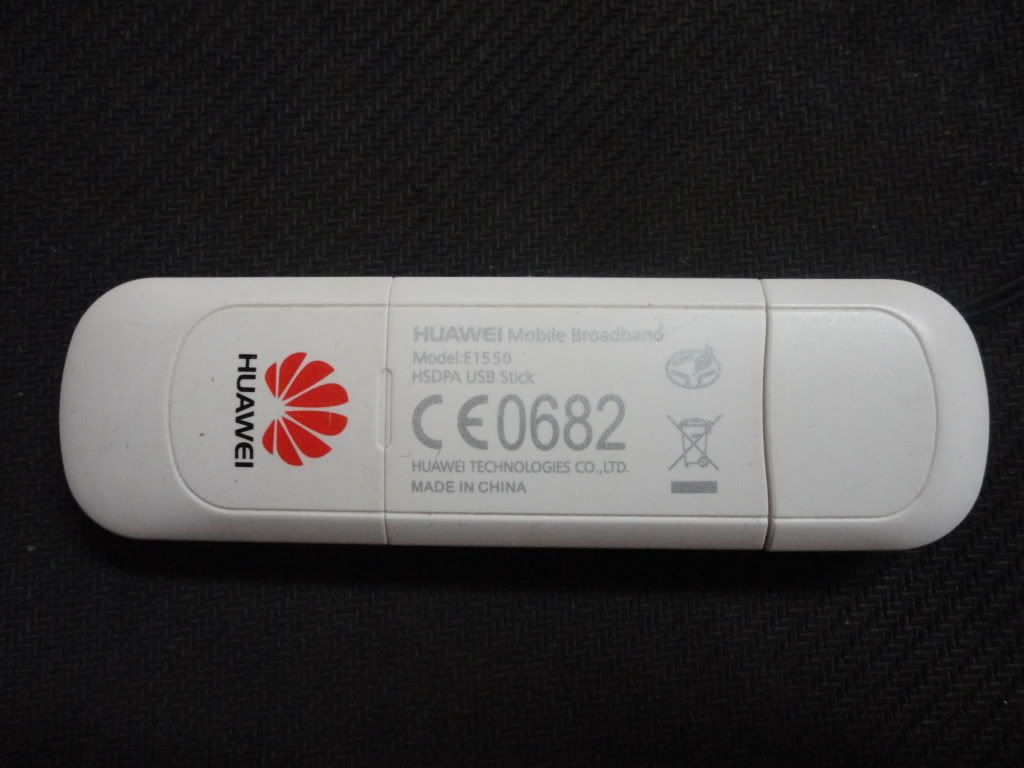 HUAWEI
HUAWEI Mobile Broadband
Model:E1550
HSDPA USB Stick
CE0682
HUAWEI TECHNOLOGIES CO.,LTD.
MADE IN CHINA